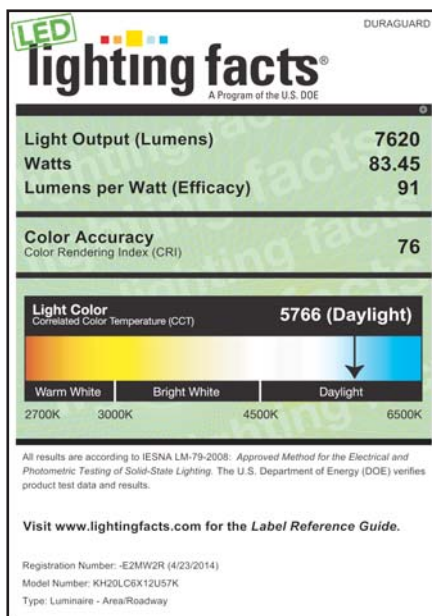 DURAGUARD
LED
lighting facts®
A Program of the U.S. DOE
Light Output (Lumens) 7620
Watts 83.45
Lumens per Watt (Efficacy) 91
Color Accuracy 76
Color Rendering Index (CRI)
Light Color 5766 (Daylight)
Correlated Color Temperature (CCT)
Warm White Bright White Daylight
2700K 3000K 4500K 6500K
All results are according to IESNA LM-79-2008: Approved Method for the Electrical and
Photometric Testing of Solid-State Lighting. The U.S. Department of Energy (DOE) verifies
product test data and results.
Visit www.lightingfacts.com for the Label Reference Guide.
Registration Number: -E2MW2R (4/23/2014)
Model Number: KH20LC6X12U57K
Type: Luminaire - Area/Roadway